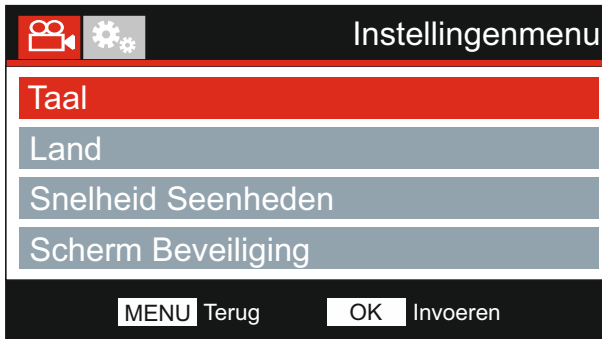 Instellingenmenu
Taal
Land
Snelheid Seenheden
Scherm Beveiliging
MENU Terug OK Invoeren